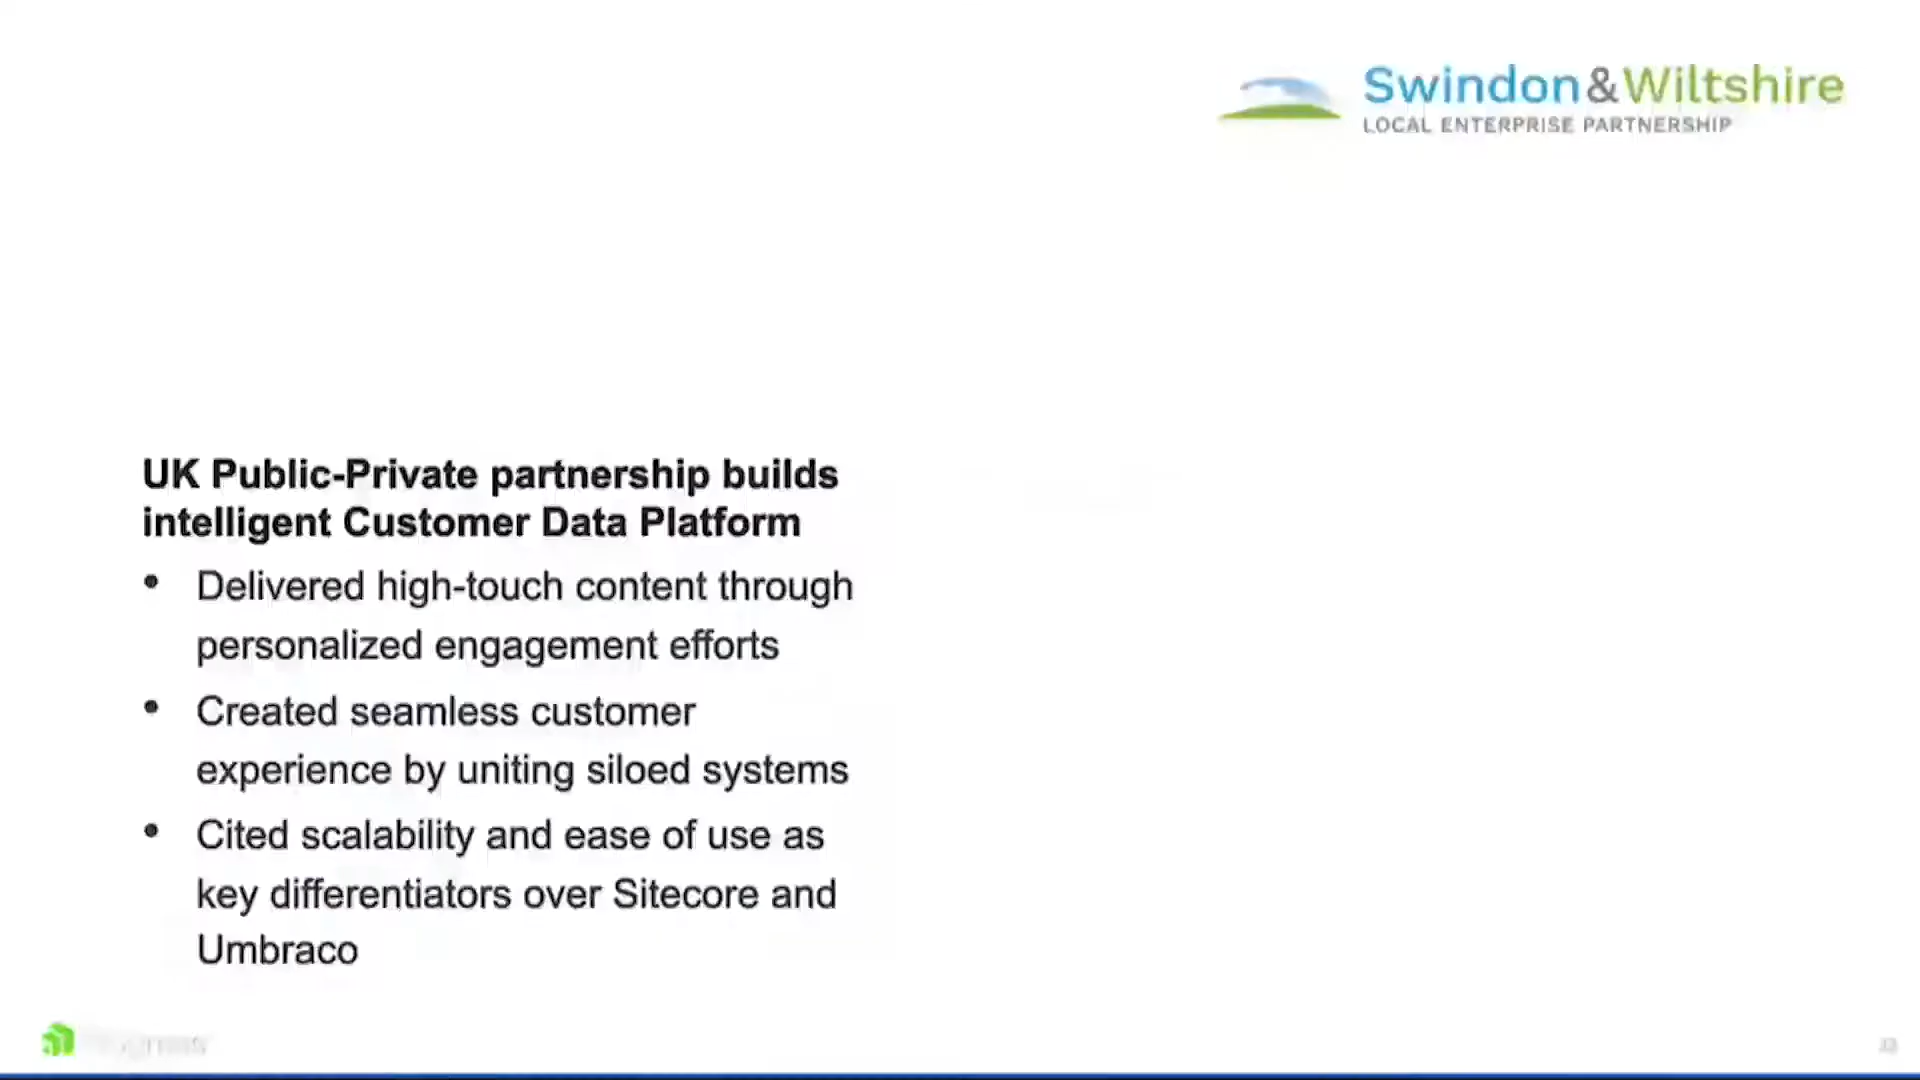 Swindon&Wiltshire
LOCAL ENTERPRISE PARTNERSHIP
UK Public-Private partnership builds
intelligent Customer Data Platform
• Delivered high-touch content through
personalized engagement efforts
• Created seamless customer
experience by uniting siloed systems
• Cited scalability and ease of use as
key differentiators over Sitecore and
Umbraco